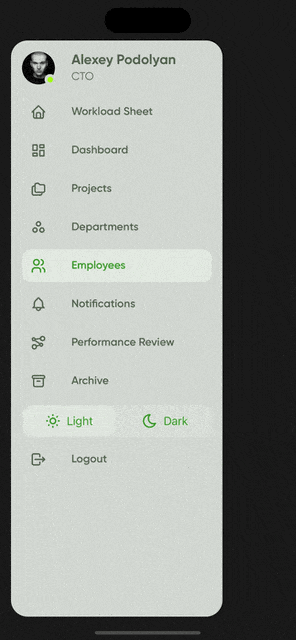 Alexey Podolyan
CTO
Workload Sheet
Dashboard
Projects
Departments
Employees
Notifications
Performance Review
Archive
Light Dark
Logout